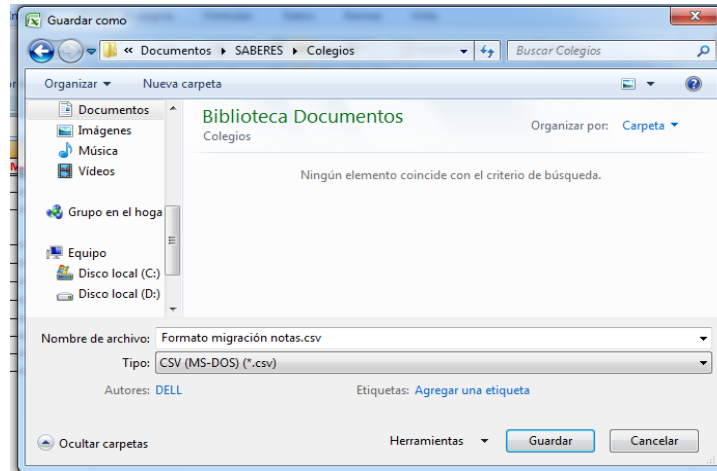 Guardar como
« Documentos ▸ SABERES ▸ Colegios
Buscar Colegios
Organizar
Nueva carpeta
Documentos
Imágenes
Música
Vídeos
Grupo en el hoga
Equipo
Disco local (C:)
Disco local (D:)
Biblioteca Documentos
Colegios
Organizar por: Carpeta
Ningún elemento coincide con el criterio de búsqueda.
Nombre de archivo: Formato migración notas.csv
Tipo: CSV (MS-DOS) (*.csv)
Autores: DELL
Etiquetas: Agregar una etiqueta
Ocultar carpetas
Herramientas
Guardar
Cancelar